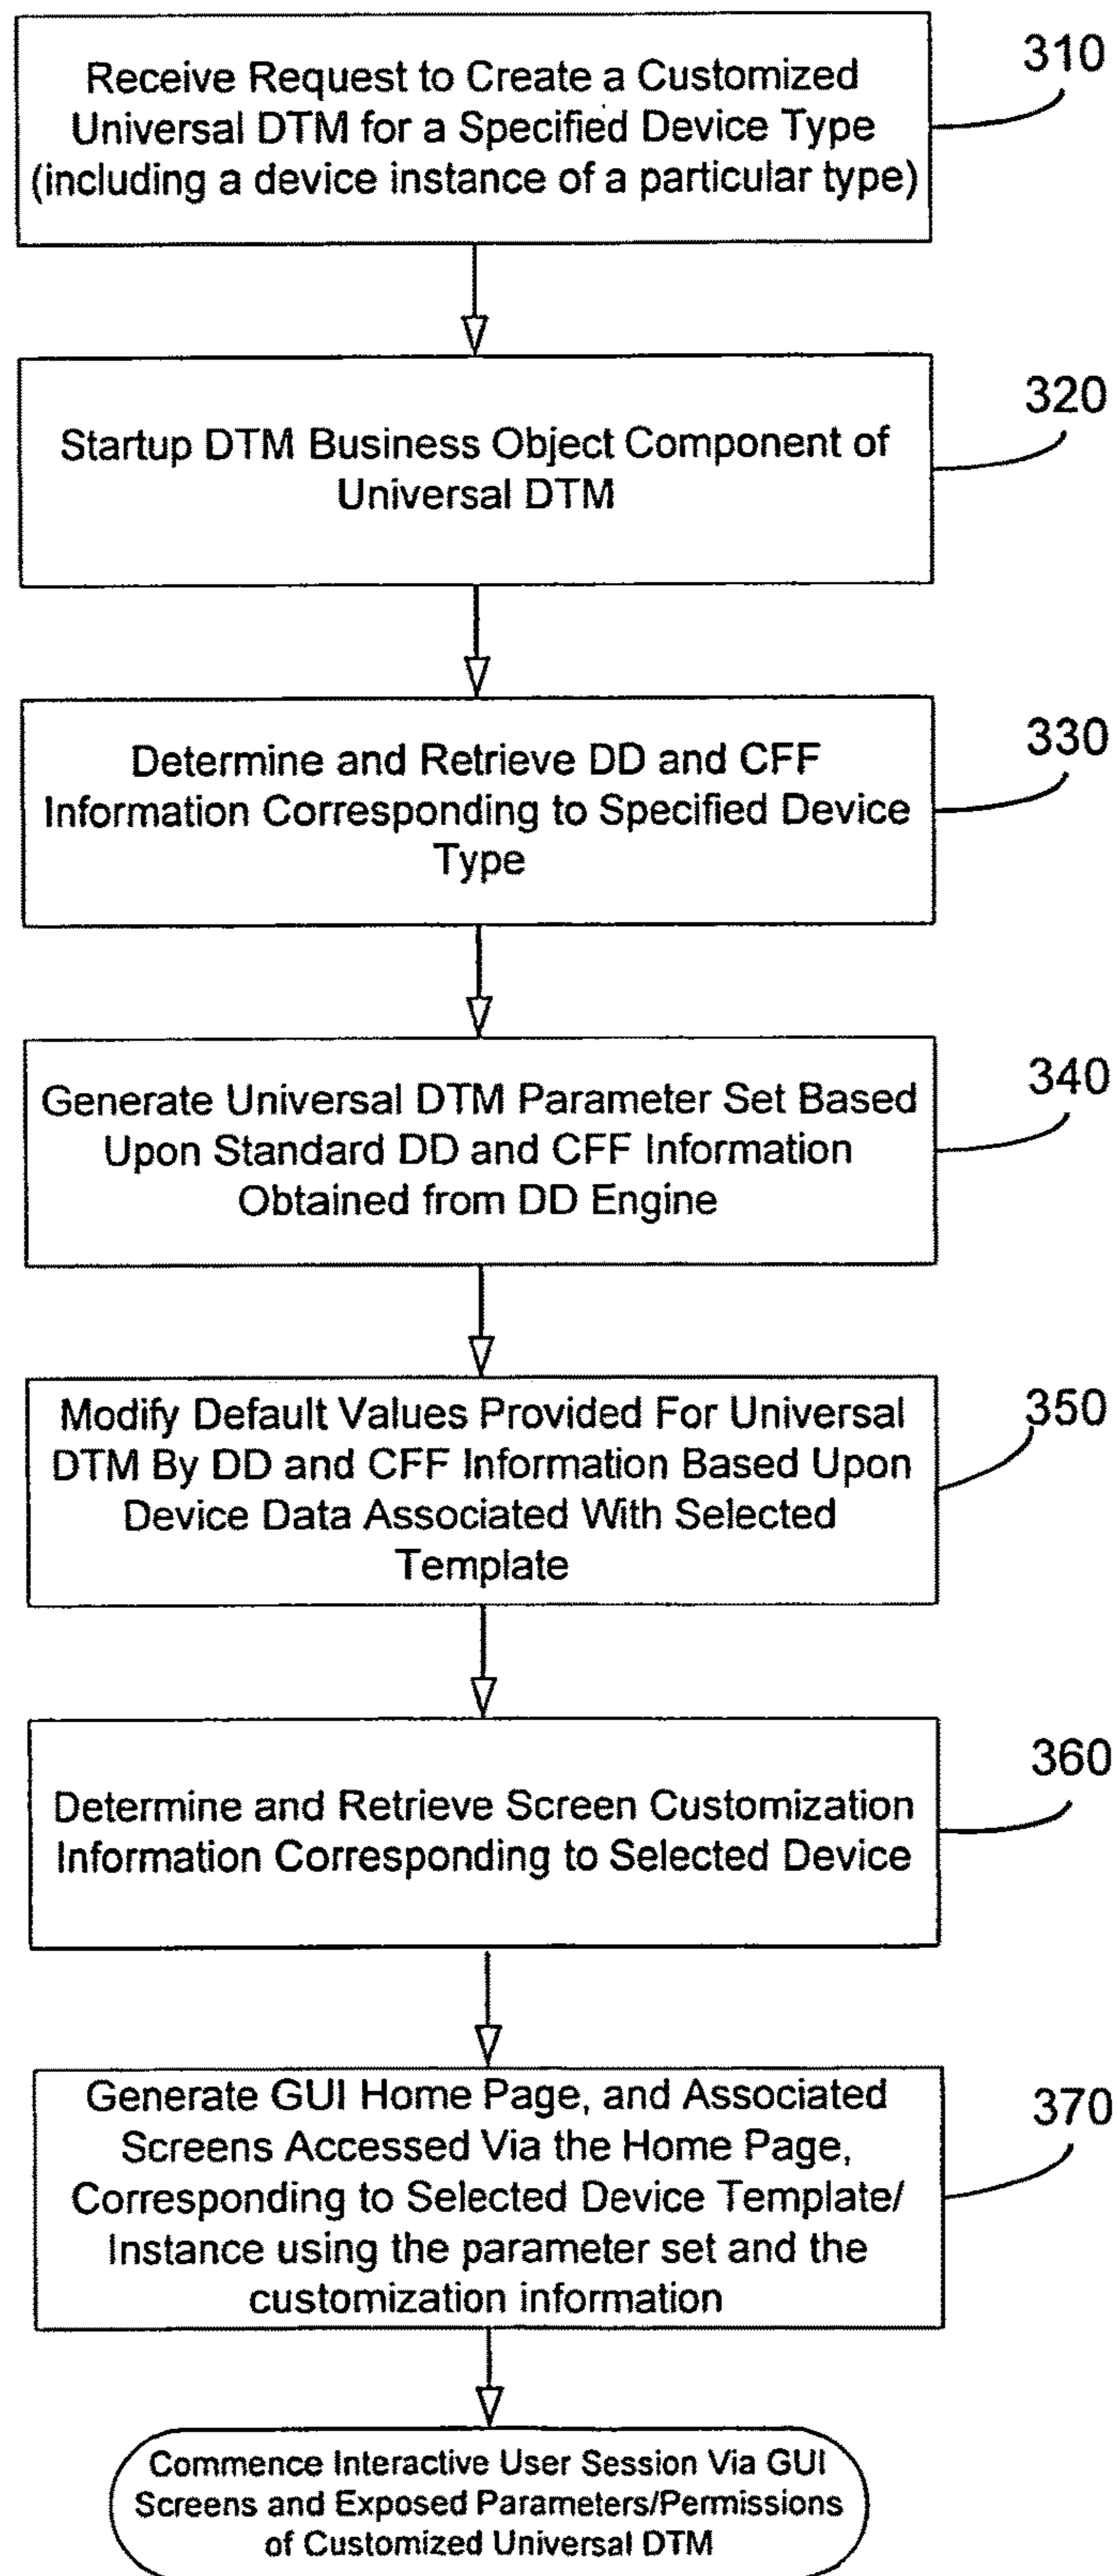 Receive Request to Create a Customized
310
Universal DTM for a Specified Device Type
(including a device instance of a particular type)
320
Startup DTM Business Object Component of
Universal DTM
330
Determine and Retrieve DD and CFF
Information Corresponding to Specified Device
Type
340
Generate Universal DTM Parameter Set Based
Upon Standard DD and CFF Information
Obtained from DD Engine
350
Modify Default Values Provided For Universal
DTM By DD and CFF Information Based Upon
Device Data Associated With Selected
Template
360
Determine and Retrieve Screen Customization
Information Corresponding to Selected Device
370
Generate GUI Home Page, and Associated
Screens Accessed Via the Home Page,
Corresponding to Selected Device Template/
Instance using the parameter set and the
customization information
Commence Interactive User Session Via GUI
Screens and Exposed Parameters/Permissions
of Customized Universal DTM